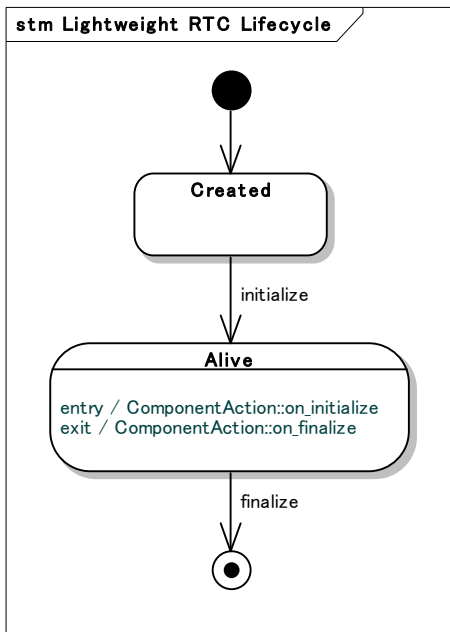 stm Lightweight RTC Lifecycle
Created
initialize
Alive
entry / ComponentAction::on_initialize
exit / ComponentAction::on_finalize
finalize